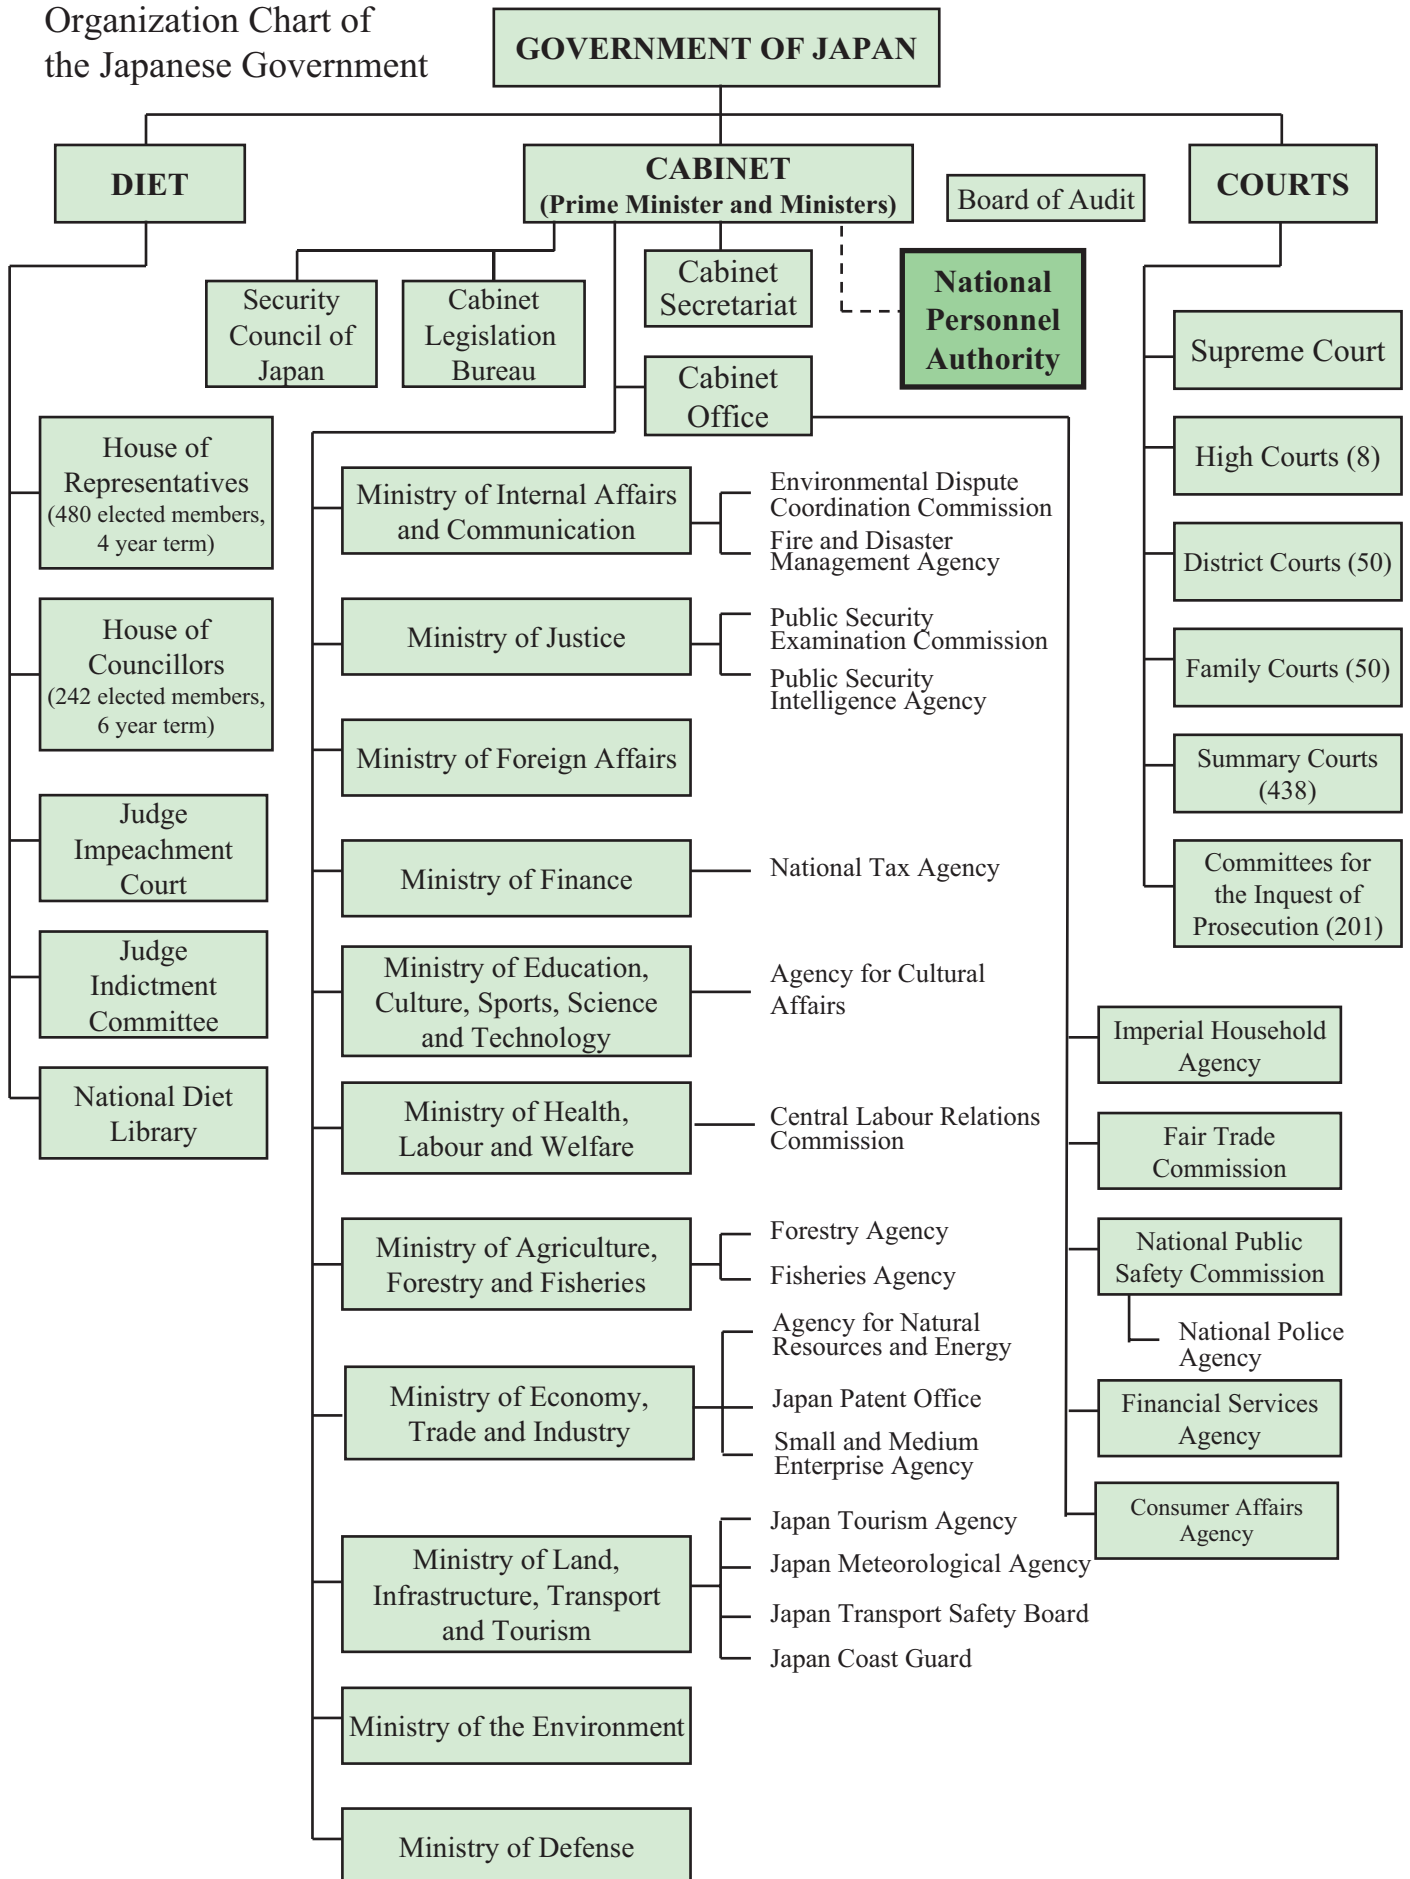 Organization Chart of
the Japanese Government
GOVERNMENT OF JAPAN
DIET
CABINET
(Prime Minister and Ministers)
Board of Audit
COURTS
Security
Council of
Japan
Cabinet
Legislation
Bureau
Cabinet
Secretariat
National
Personnel
Authority
Cabinet
Office
House of
Representatives
(480 elected members,
4 year term)
House of
Councillors
(242 elected members,
6 year term)
Judge
Impeachment
Court
Judge
Indictment
Committee
National Diet
Library
Ministry of Internal Affairs
and Communication
Environmental Dispute
Coordination Commission
Fire and Disaster
Management Agency
Ministry of Justice
Public Security
Examination Commission
Public Security
Intelligence Agency
Ministry of Foreign Affairs
Ministry of Finance
National Tax Agency
Ministry of Education,
Culture, Sports, Science
and Technology
Agency for Cultural
Affairs
Ministry of Health,
Labour and Welfare
Central Labour Relations
Commission
Ministry of Agriculture,
Forestry and Fisheries
Forestry Agency
Fisheries Agency
Ministry of Economy,
Trade and Industry
Agency for Natural
Resources and Energy
Japan Patent Office
Small and Medium
Enterprise Agency
Ministry of Land,
Infrastructure, Transport
and Tourism
Japan Tourism Agency
Japan Meteorological Agency
Japan Transport Safety Board
Japan Coast Guard
Ministry of the Environment
Ministry of Defense
Supreme Court
High Courts (8)
District Courts (50)
Family Courts (50)
Summary Courts
(438)
Committees for
the Inquest of
Prosecution (201)
Imperial Household
Agency
Fair Trade
Commission
National Public
Safety Commission
National Police
Agency
Financial Services
Agency
Consumer Affairs
Agency